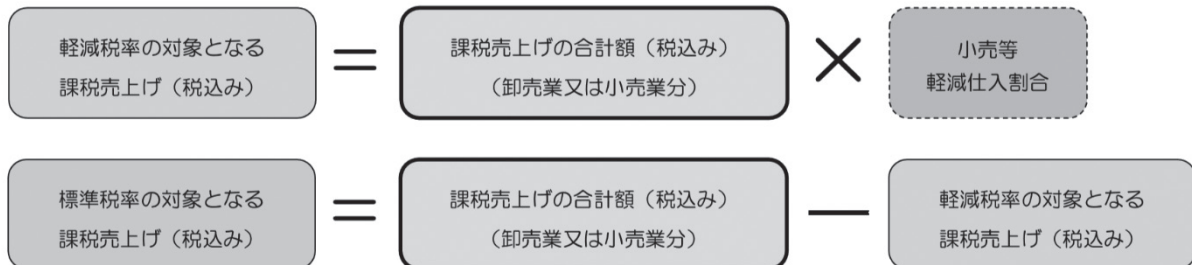 軽減税率の対象となる
課税売上げ（税込み）
＝
課税売上げの合計額（税込み）
（卸売業又は小売業分）
×
小売等
軽減仕入割合
標準税率の対象となる
課税売上げ（税込み）
＝
課税売上げの合計額（税込み）
（卸売業又は小売業分）
－
軽減税率の対象となる
課税売上げ（税込み）